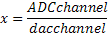 x = ADCchannel / dacchannel